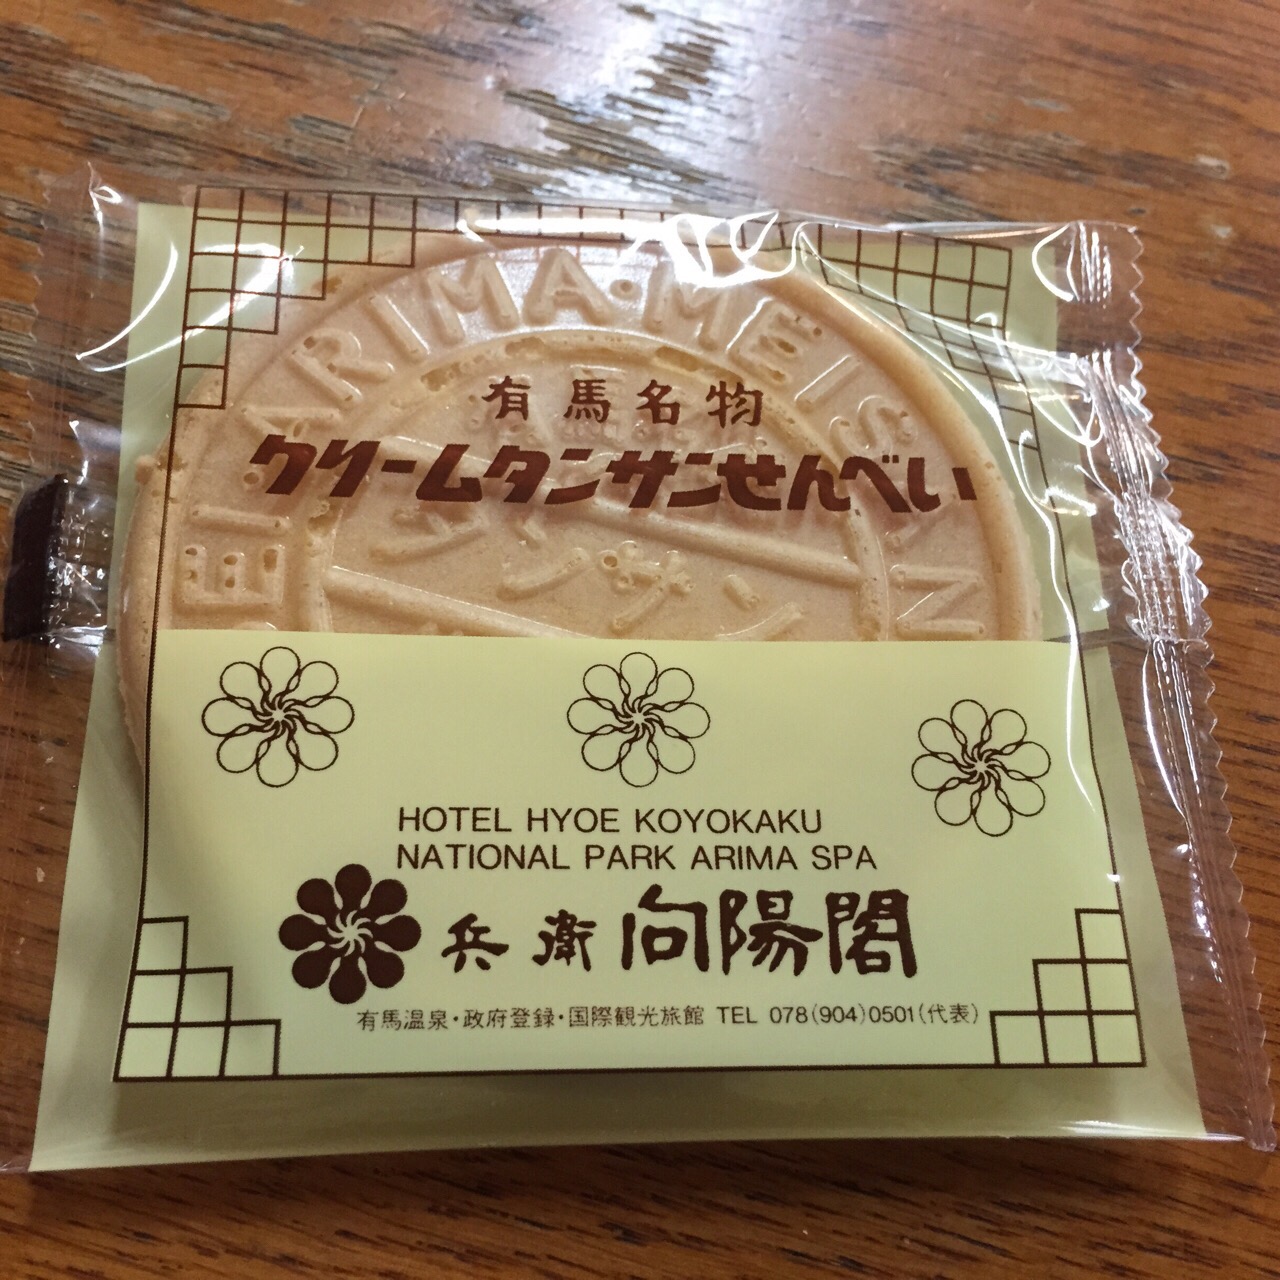 ARIMA・MEISAN
有馬名物
クリームタンサンせんべい
HOTEL HYOE KOYOKAKU
NATIONAL PARK ARIMA SPA
兵衛向陽閣
有馬温泉・政府登録・国際観光旅館 TEL 078(904)0501(代表)